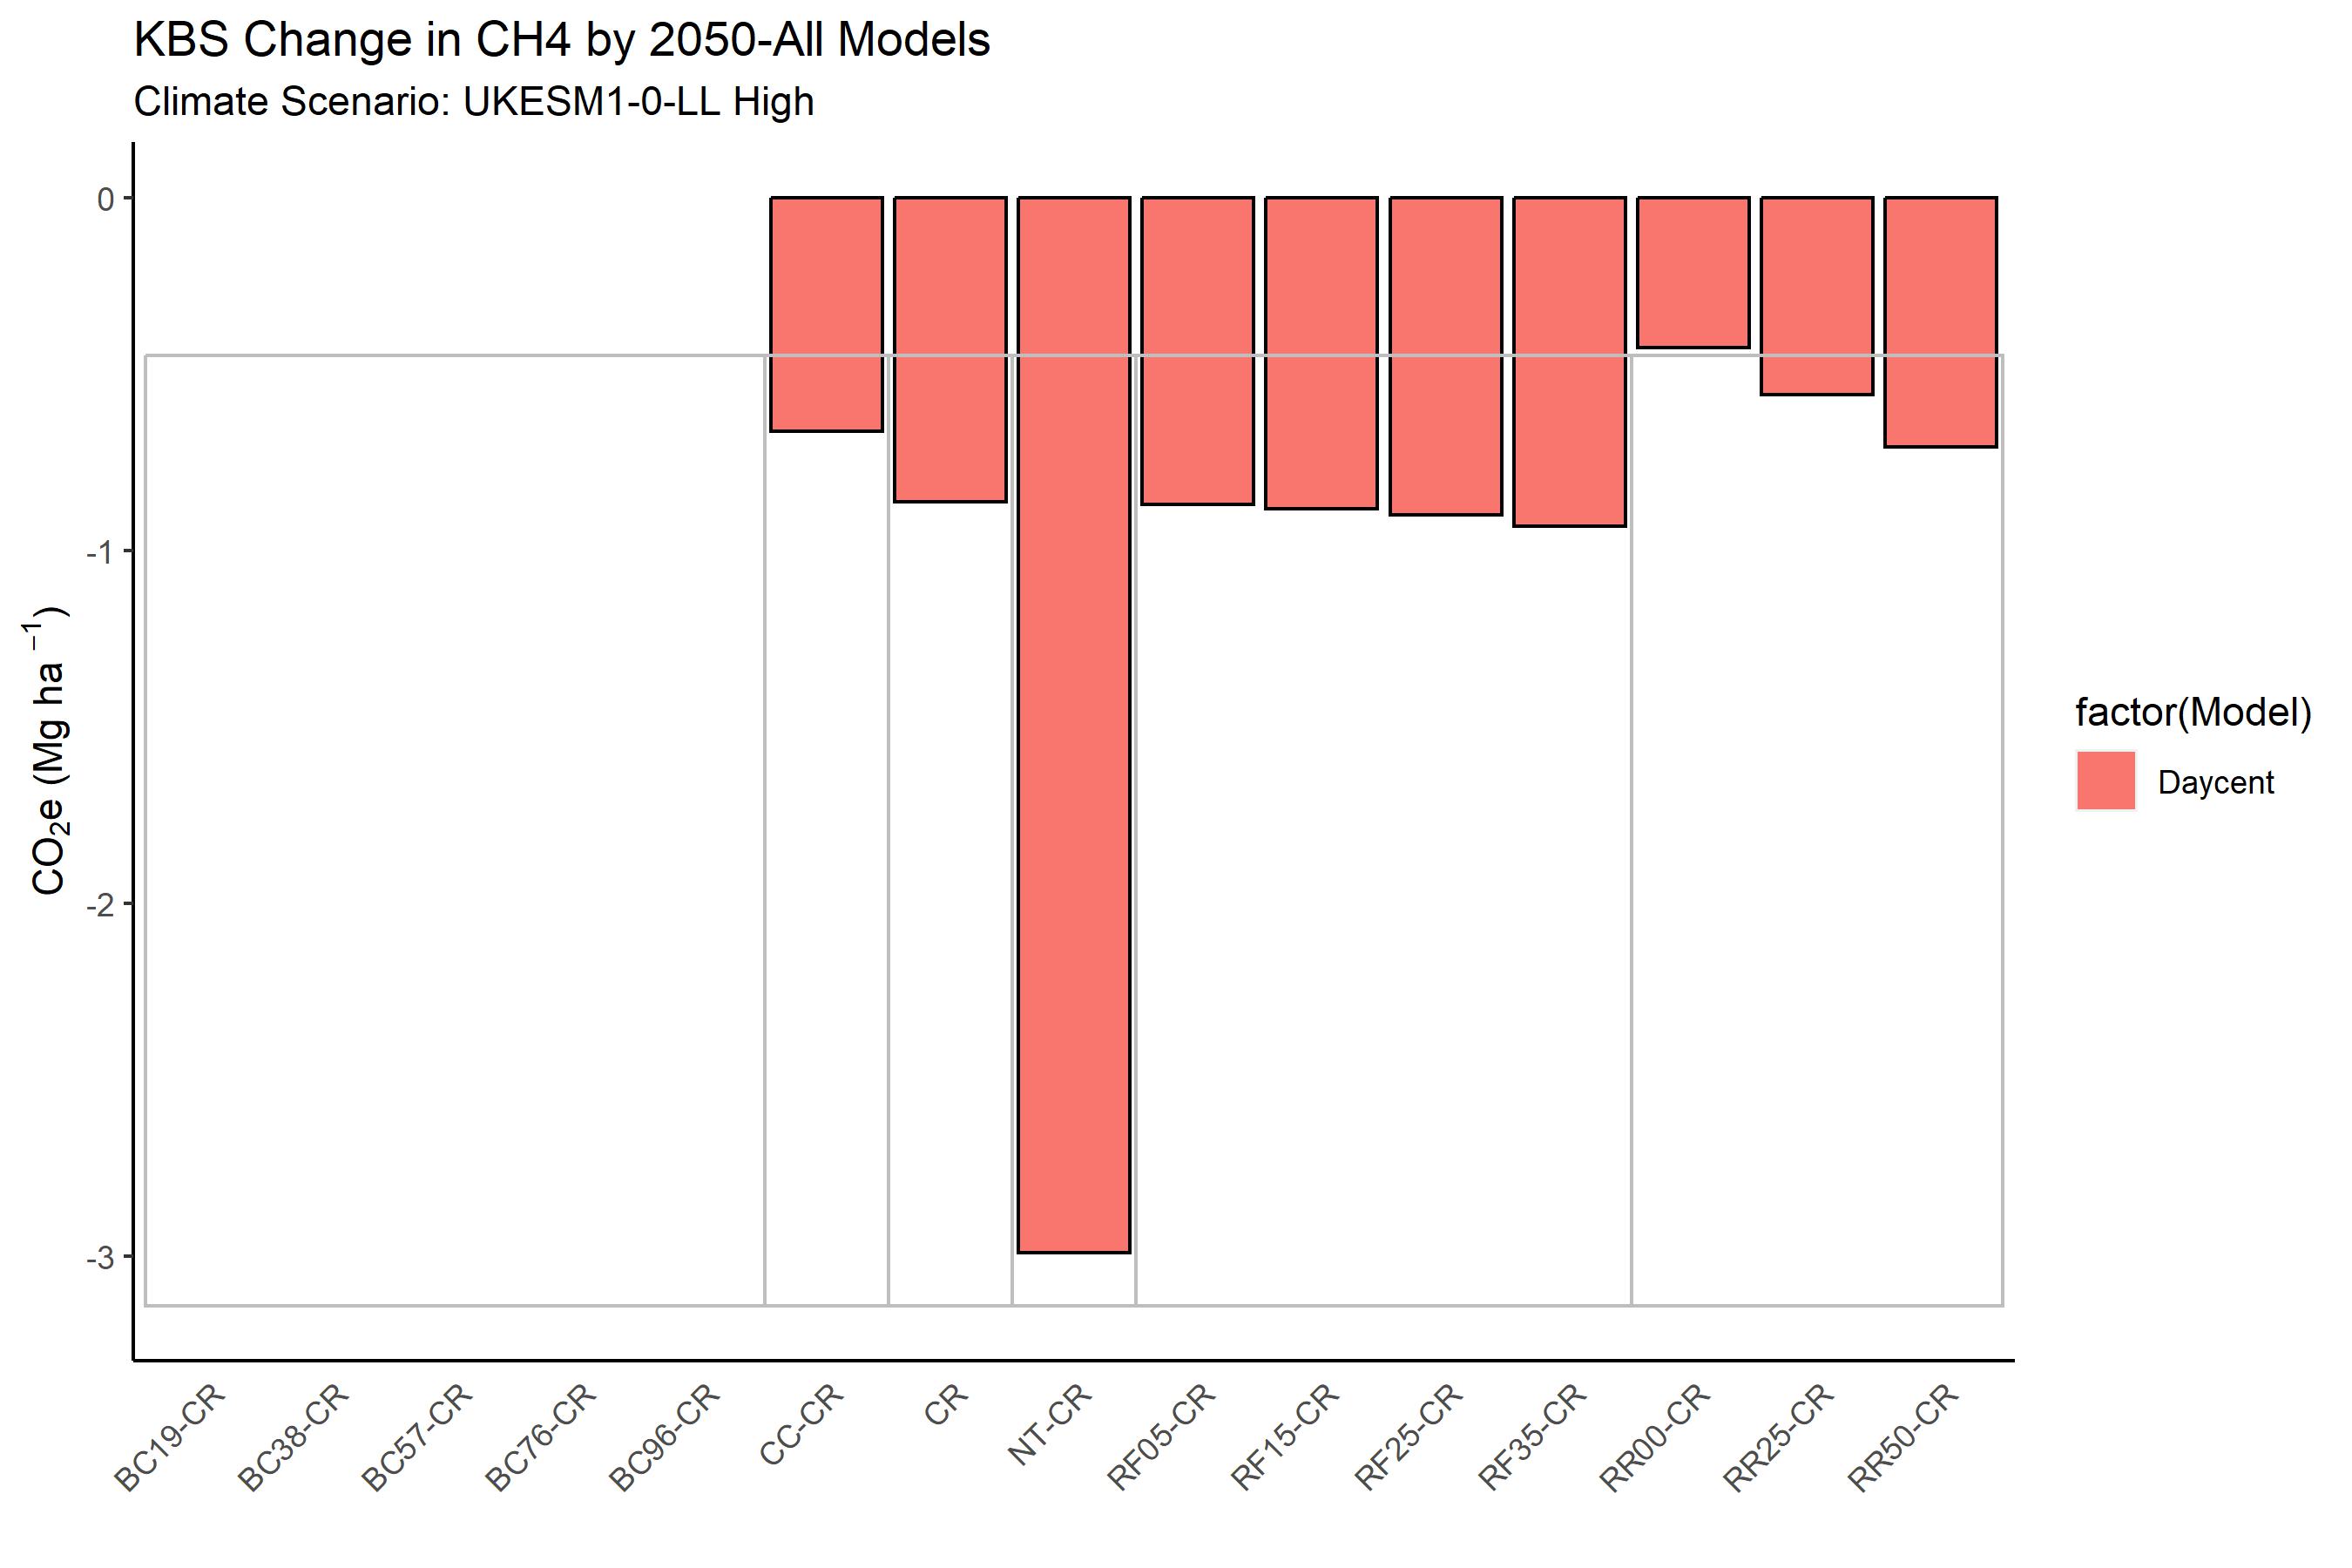 KBS Change in CH4 by 2050-All Models
Climate Scenario: UKESM1-0-LL High
CO₂e (Mg ha ⁻¹)
0
-1
-2
-3
BC19-CR
BC38-CR
BC57-CR
BC76-CR
BC96-CR
CC-CR
CR
NT-CR
RF05-CR
RF15-CR
RF25-CR
RF35-CR
RR00-CR
RR25-CR
RR50-CR
factor(Model)
Daycent